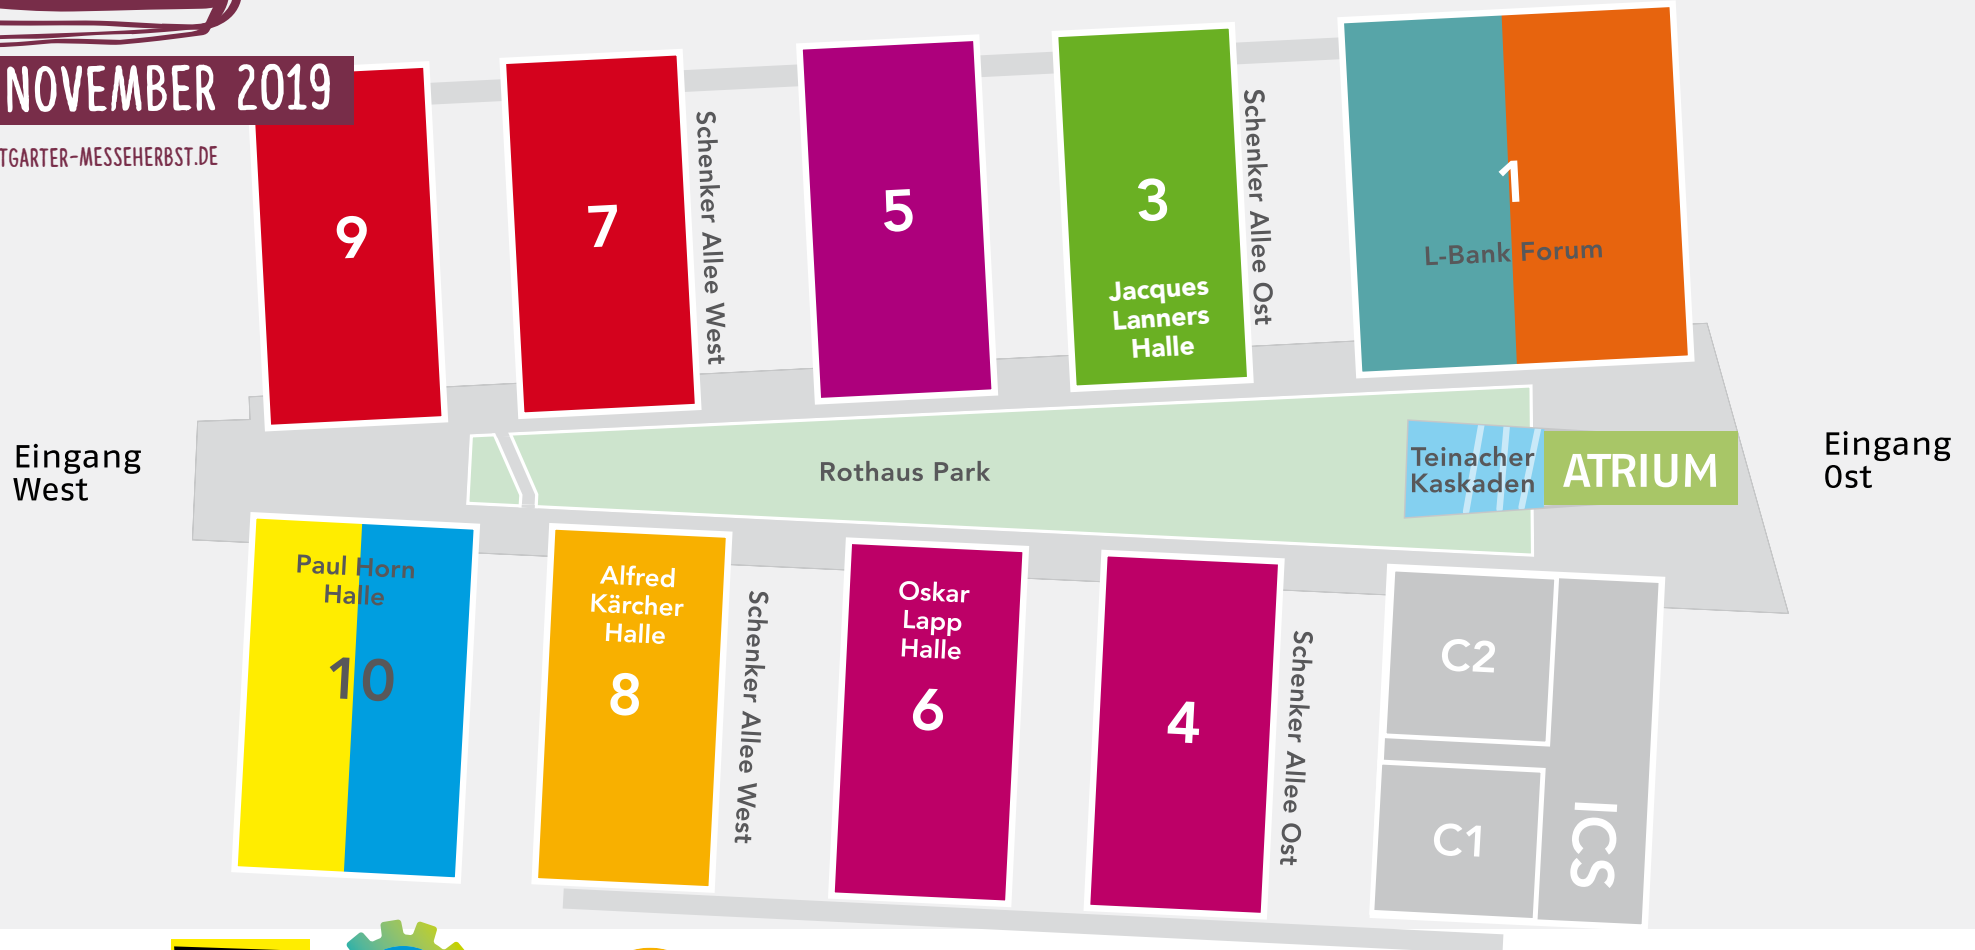 NOVEMBER 2019
TGARTER-MESSEHERBST.DE
9
7
Schenker Allee West
5
3
Jacques
Lanners
Halle
Schenker Allee Ost
1
L-Bank Forum
Eingang
West
Rothaus Park
Teinacher
Kaskaden
ATRIUM
Eingang
Ost
Paul Horn
Halle
10
Alfred
Kärcher
Halle
8
Schenker Allee West
Oskar
Lapp
Halle
6
4
Schenker Allee Ost
C2
C1
ICS